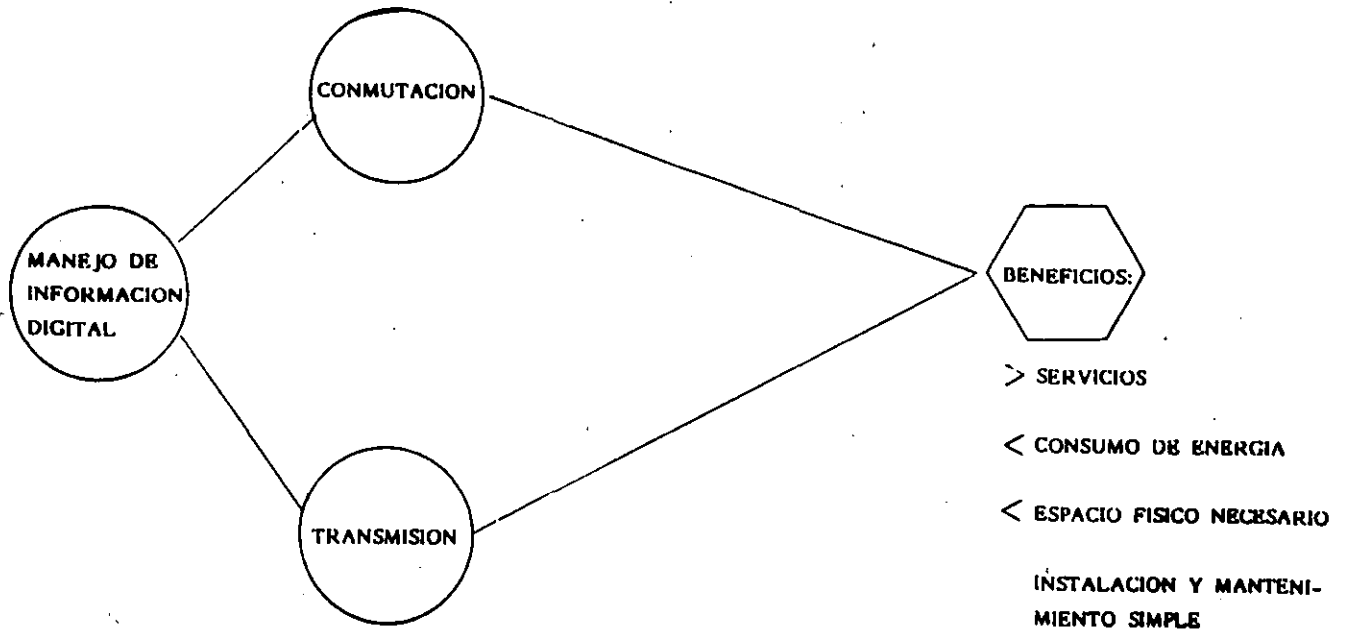 CONMUTACION
MANEJO DE
INFORMACION
DIGITAL
TRANSMISION
BENEFICIOS:
> SERVICIOS
< CONSUMO DE ENERGIA
< ESPACIO FISICO NECESARIO
INSTALACION Y MANTENI-
MIENTO SIMPLE